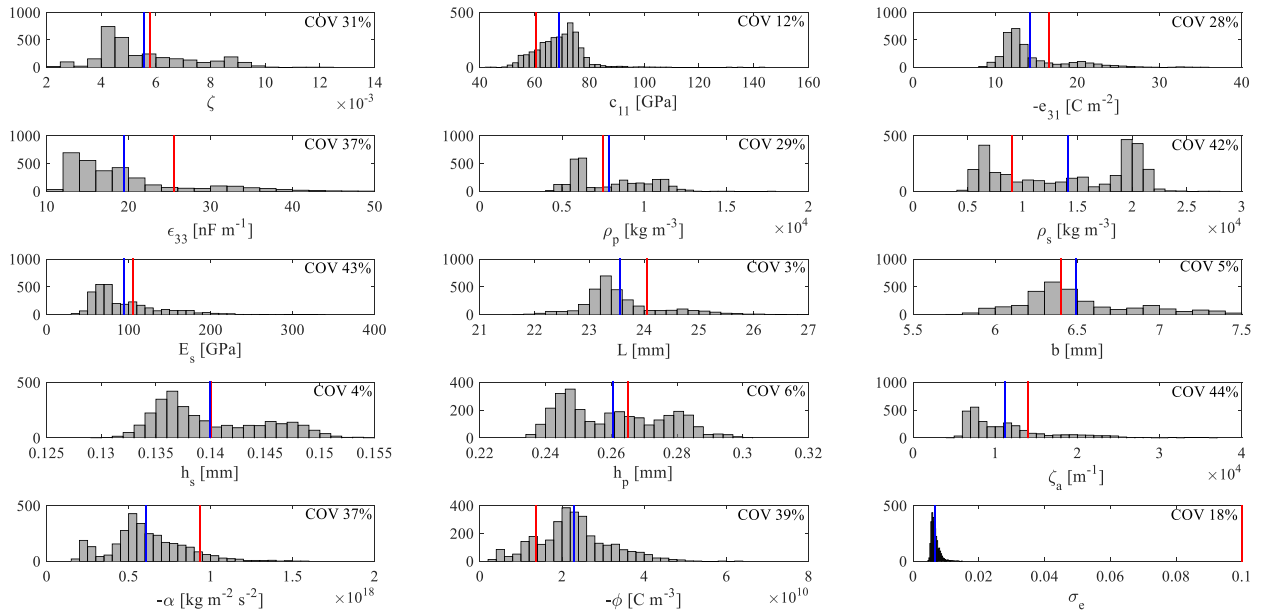 1000
500
0
COV 31%
2 4 6 8 10 12 14
×10⁻³
ζ
500
0
COV 12%
40 60 80 100 120 140 160
c₁₁ [GPa]
1000
500
0
COV 28%
0 10 20 30 40
-e₃₁ [C m⁻²]
1000
500
0
COV 37%
10 20 30 40 50
ϵ₃₃ [nF m⁻¹]
1000
500
0
COV 29%
0 0.5 1 1.5 2
×10⁴
ρₚ [kg m⁻³]
1000
500
0
COV 42%
0 0.5 1 1.5 2 2.5 3
×10⁴
ρₛ [kg m⁻³]
1000
500
0
COV 43%
0 100 200 300 400
Eₛ [GPa]
1000
500
0
COV 3%
21 22 23 24 25 26 27
L [mm]
1000
500
0
COV 5%
5.5 6 6.5 7 7.5
b [mm]
500
0
COV 4%
0.125 0.13 0.135 0.14 0.145 0.15 0.155
hₛ [mm]
400
200
0
COV 6%
0.22 0.24 0.26 0.28 0.3 0.32
hₚ [mm]
1000
500
0
COV 44%
0 1 2 3 4
×10⁴
ζₐ [m⁻¹]
500
0
COV 37%
0 0.5 1 1.5 2
×10¹⁸
-α [kg m⁻² s⁻²]
400
200
0
COV 39%
0 2 4 6 8
×10¹⁰
-ϕ [C m⁻³]
500
0
COV 18%
0 0.02 0.04 0.06 0.08 0.1
σₑ